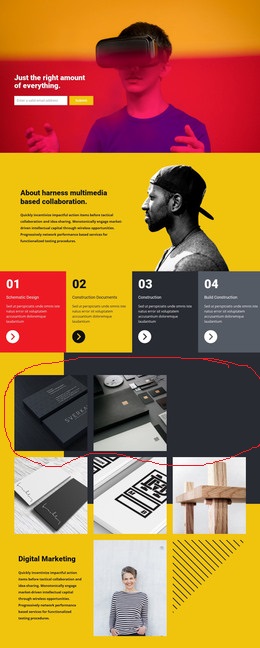 Just the right amount
of everything.
Enter a valid email address
SUBMIT
About harness multimedia
based collaboration.
Quickly incentivize impactful action items before tactical
collaboration and idea-sharing. Monotonically engage market-
driven intellectual capital through wireless opportunities.
Progressively network performance based services for
functionalized testing procedures.
01
Schematic Design
Sed ut perspiciatis unde omnis iste
natus error sit voluptatem
accusantium doloremque
laudantium
02
Construction Documents
Sed ut perspiciatis unde omnis iste
natus error sit voluptatem
accusantium doloremque
laudantium
03
Construction
Sed ut perspiciatis unde omnis iste
natus error sit voluptatem
accusantium doloremque
laudantium
04
Build Construction
Sed ut perspiciatis unde omnis iste
natus error sit voluptatem
accusantium doloremque
laudantium
Digital Marketing
Quickly incentivize impactful action
items before tactical collaboration
and idea-sharing. Monotonically
engage market-driven intellectual
capital through wireless
opportunities. Progressively network
performance based services for
functionalized testing procedures.